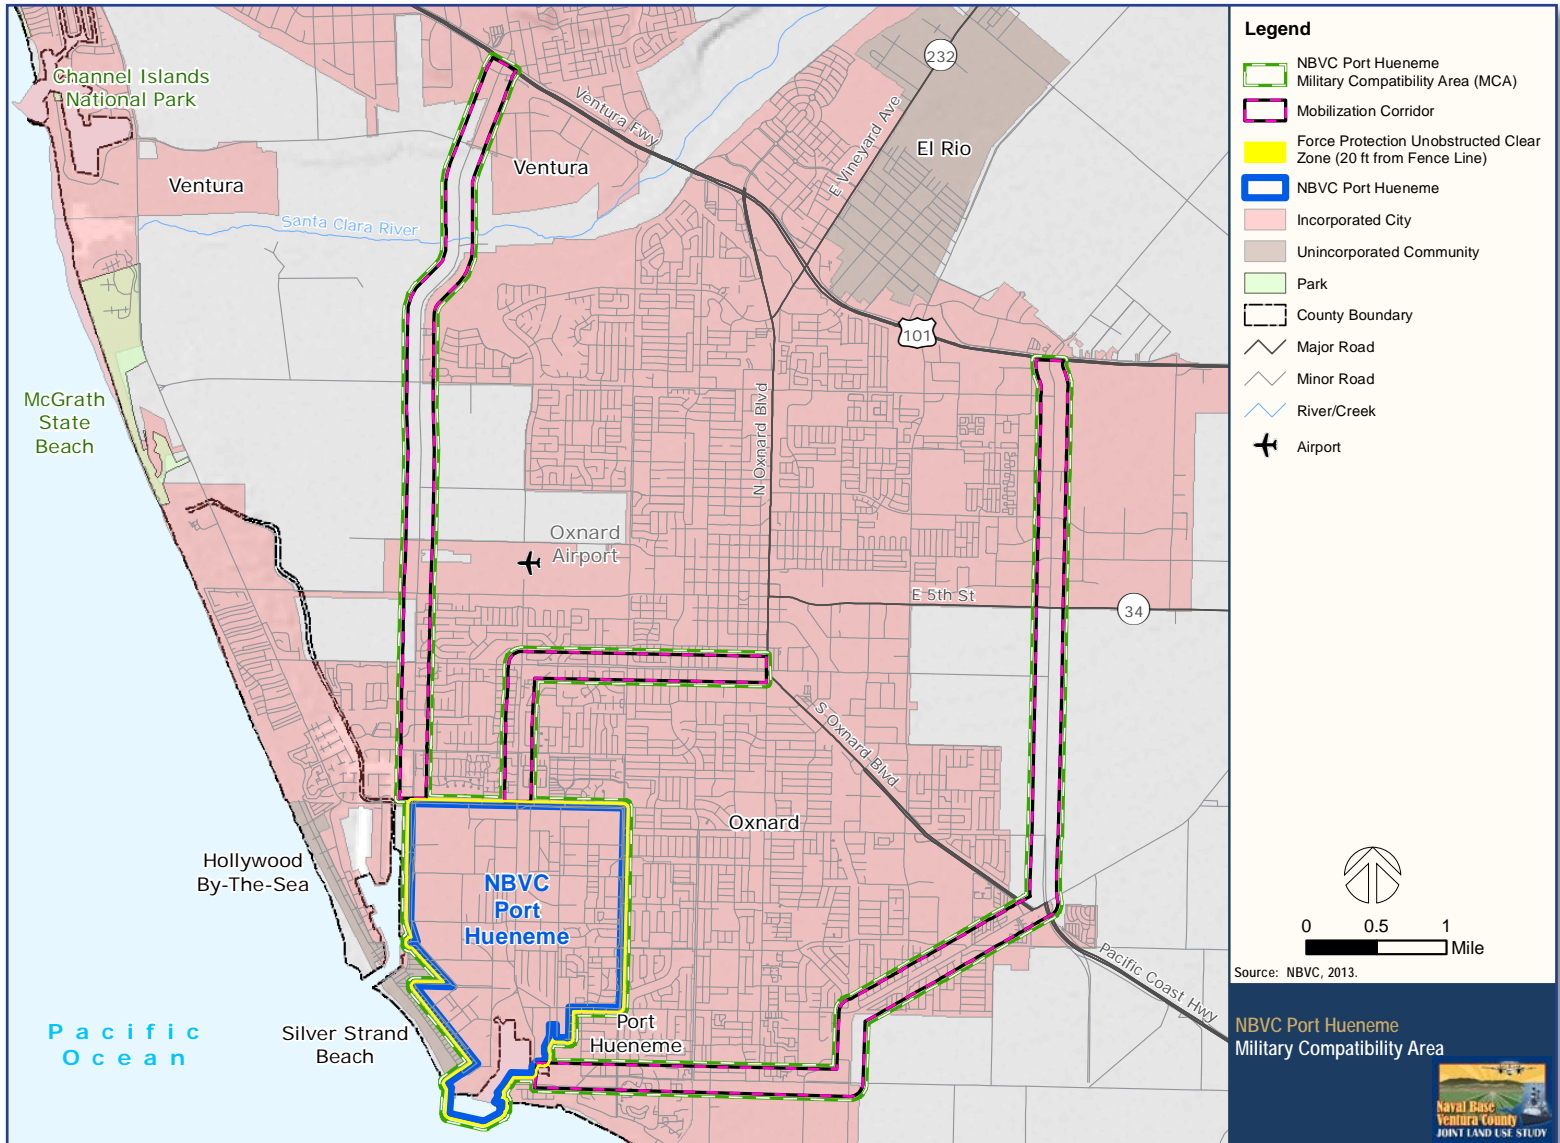 Channel Islands
National Park
Ventura
Ventura
Ventura Fwy
232
E Vineyard Ave
El Rio
Santa Clara River
101
McGrath
State
Beach
N Oxnard Blvd
Oxnard
Airport
E 5th St
34
S Oxnard Blvd
Oxnard
Hollywood
By-The-Sea
NBVC
Port
Hueneme
Pacific Coast Hwy
Pacific
Ocean
Silver Strand
Beach
Port
Hueneme
Legend
NBVC Port Hueneme
Military Compatibility Area (MCA)
Mobilization Corridor
Force Protection Unobstructed Clear
Zone (20 ft from Fence Line)
NBVC Port Hueneme
Incorporated City
Unincorporated Community
Park
County Boundary
Major Road
Minor Road
River/Creek
Airport
0 0.5 1
Mile
Source: NBVC, 2013.
NBVC Port Hueneme
Military Compatibility Area
Naval Base
Ventura County
JOINT LAND USE STUDY